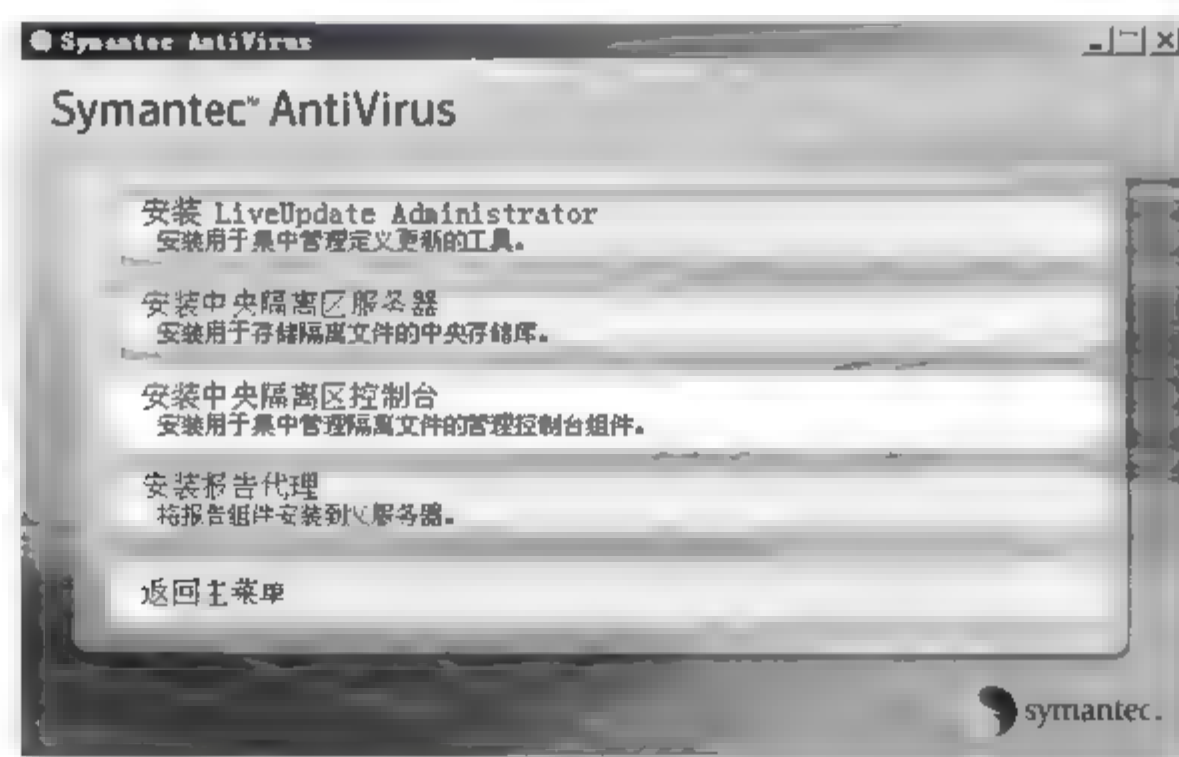 Symantec AntiVirus
Symantec™ AntiVirus
安装 LiveUpdate Administrator
安装用于集中管理定义更新的工具。
安装中央隔离区服务器
安装用于存储隔离文件的中央存储库。
安装中央隔离区控制台
安装用于集中管理隔离文件的管理控制台组件。
安装报告代理
将报告组件安装到服务器。
返回主菜单
symantec.